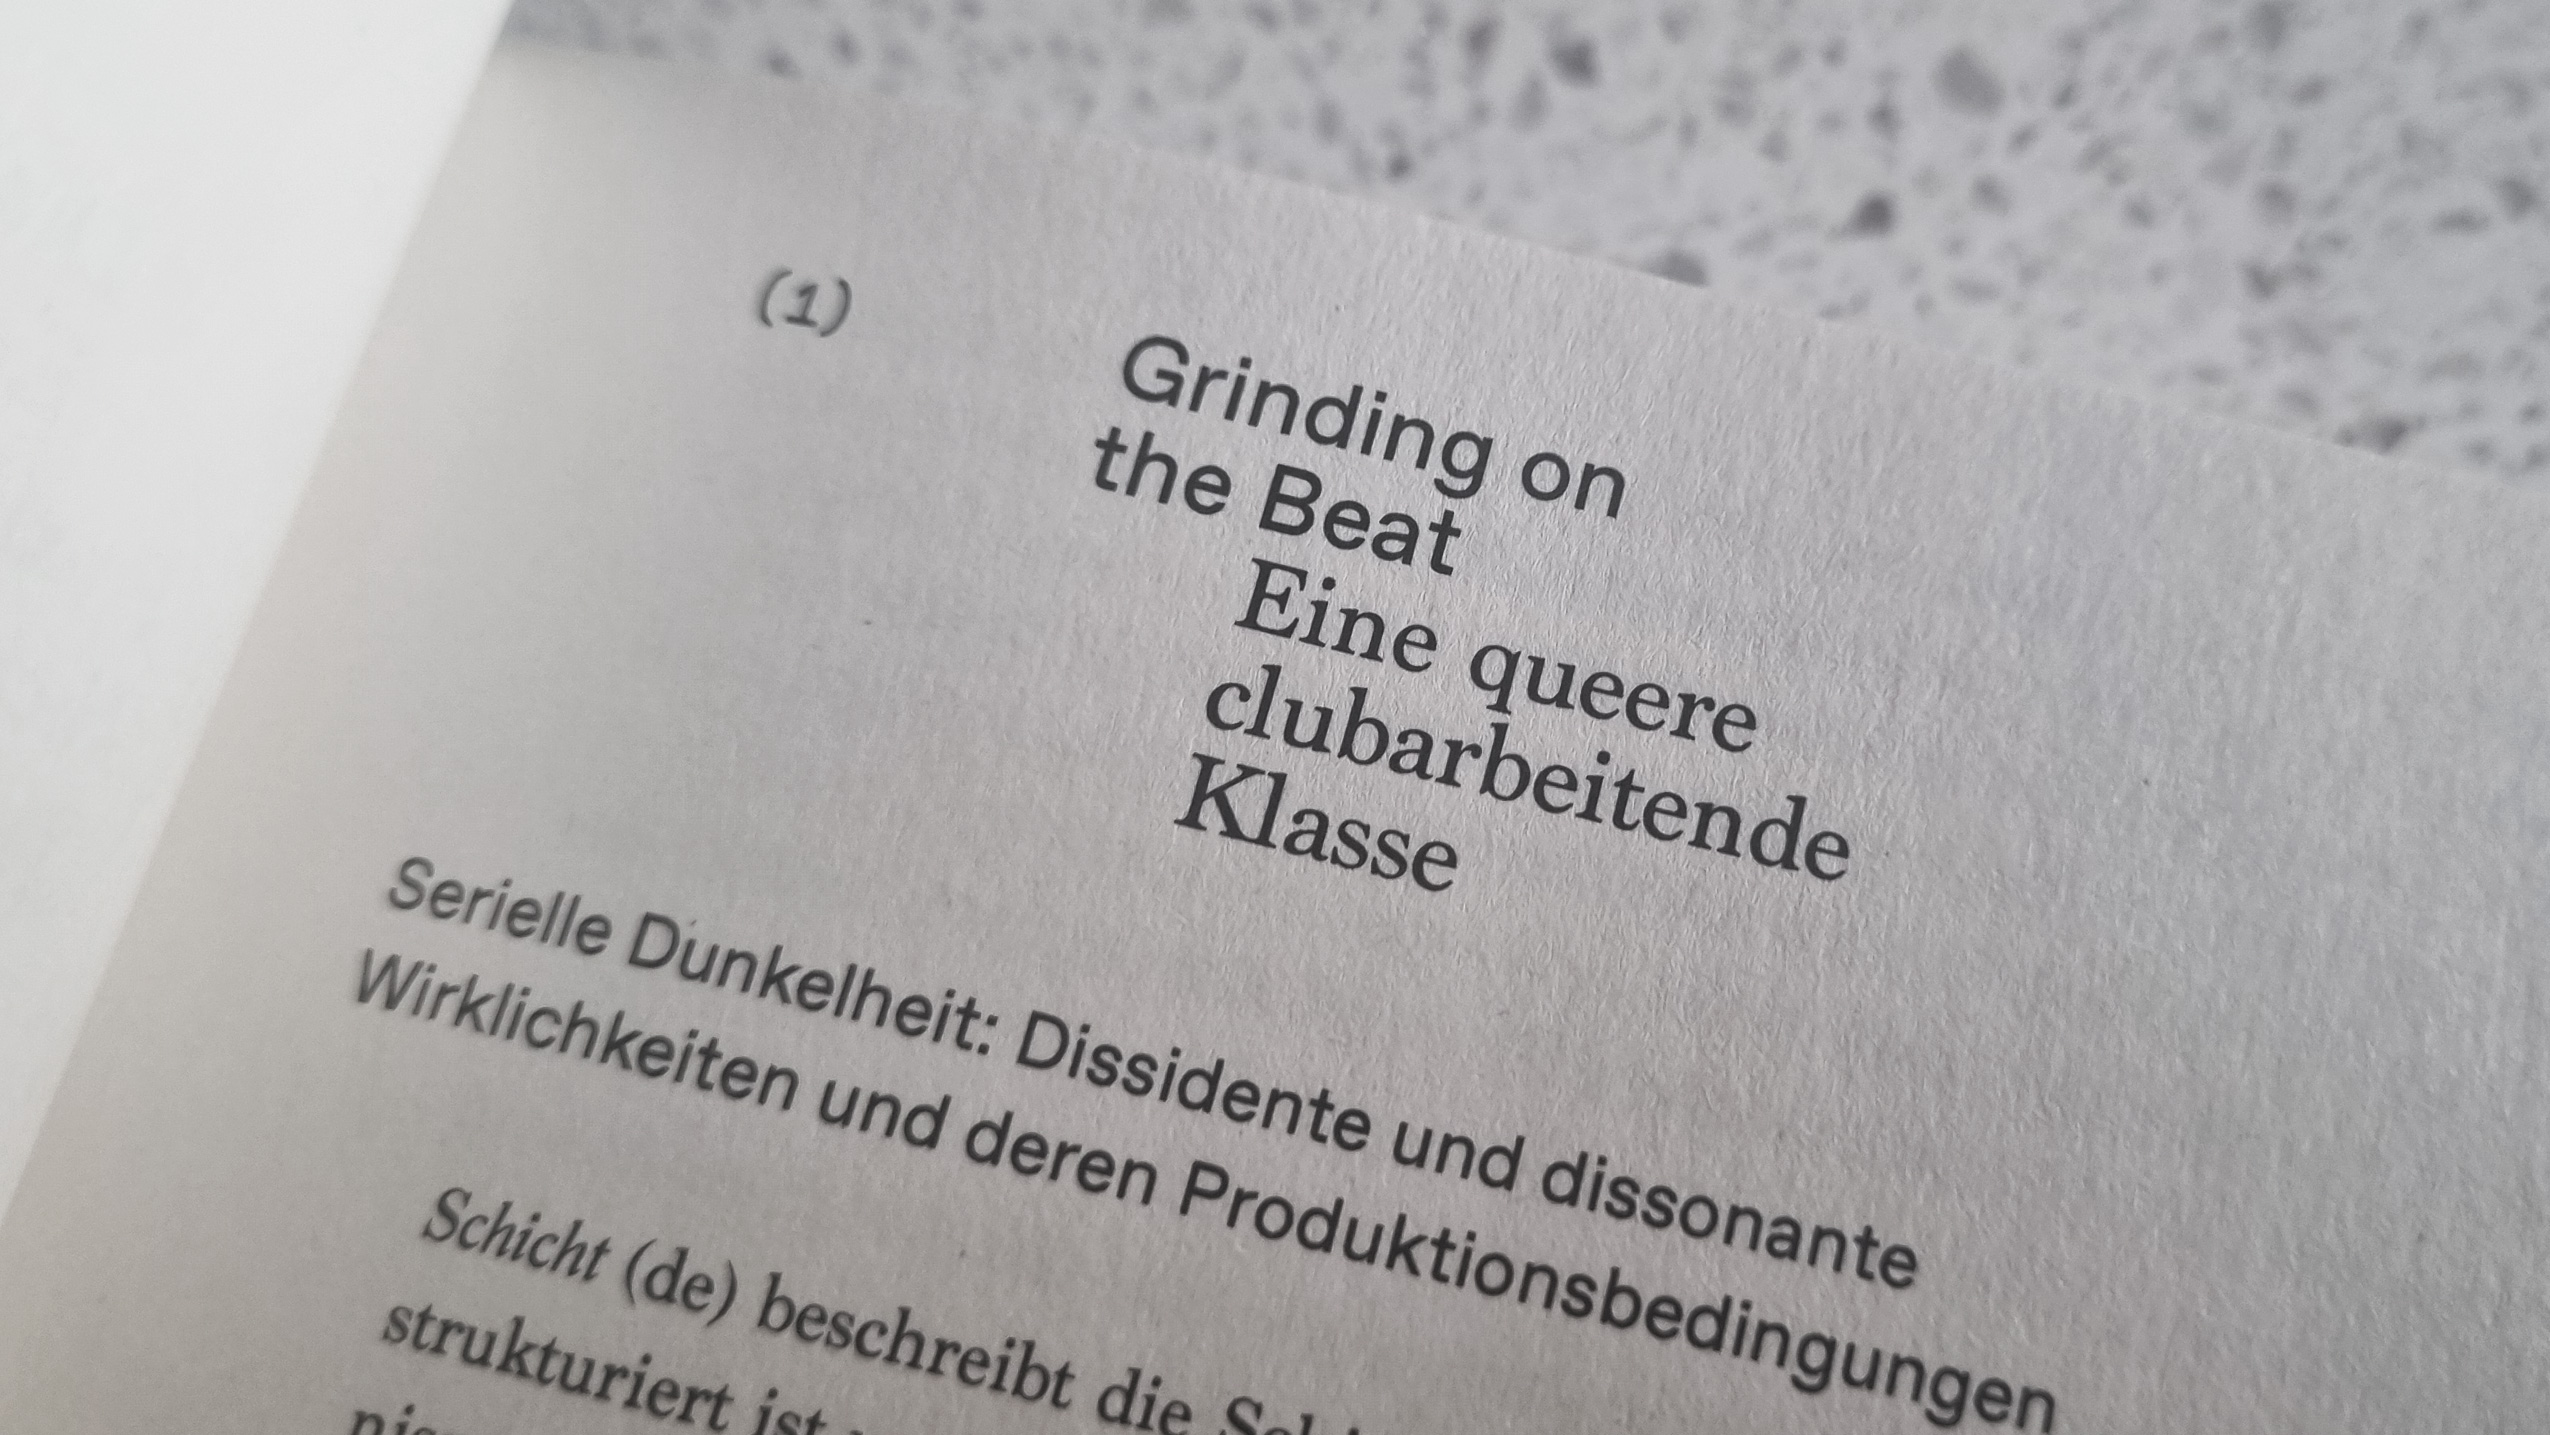 (1)
Grinding on
the Beat
Eine queere
clubarbeitende
Klasse
Serielle Dunkelheit: Dissidente und dissonante
Wirklichkeiten und deren Produktionsbedingungen
Schicht (de) beschreibt die
strukturiert ist